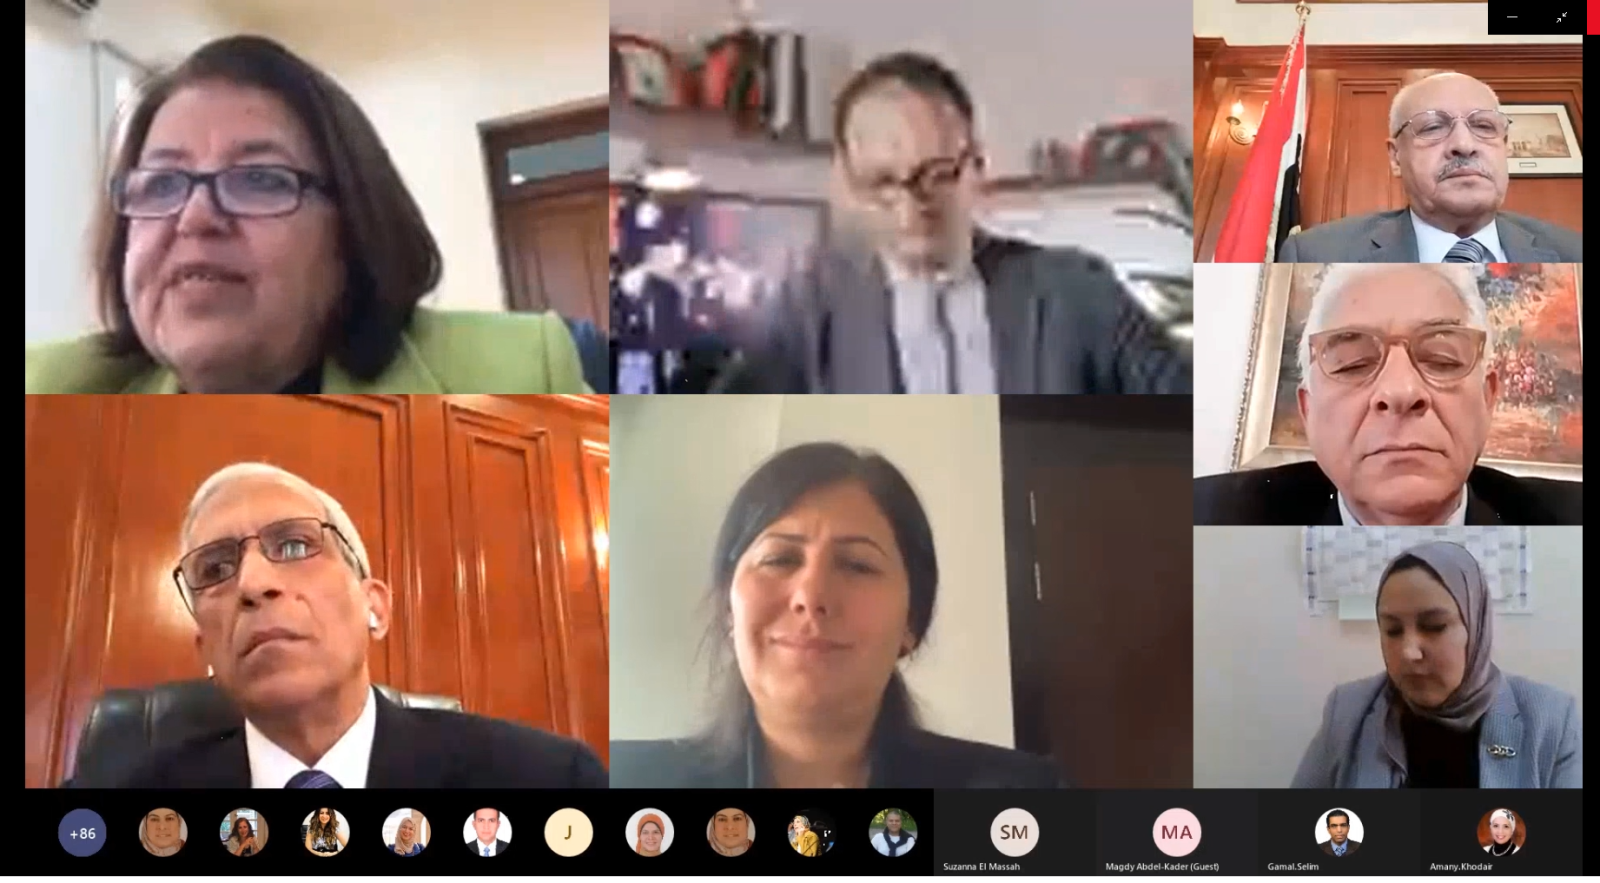 +86
J
SM
MA
Suzanna El Massah
Magdy Abdel-Kader (Guest)
Gamal.Selim
Amany.Khodair